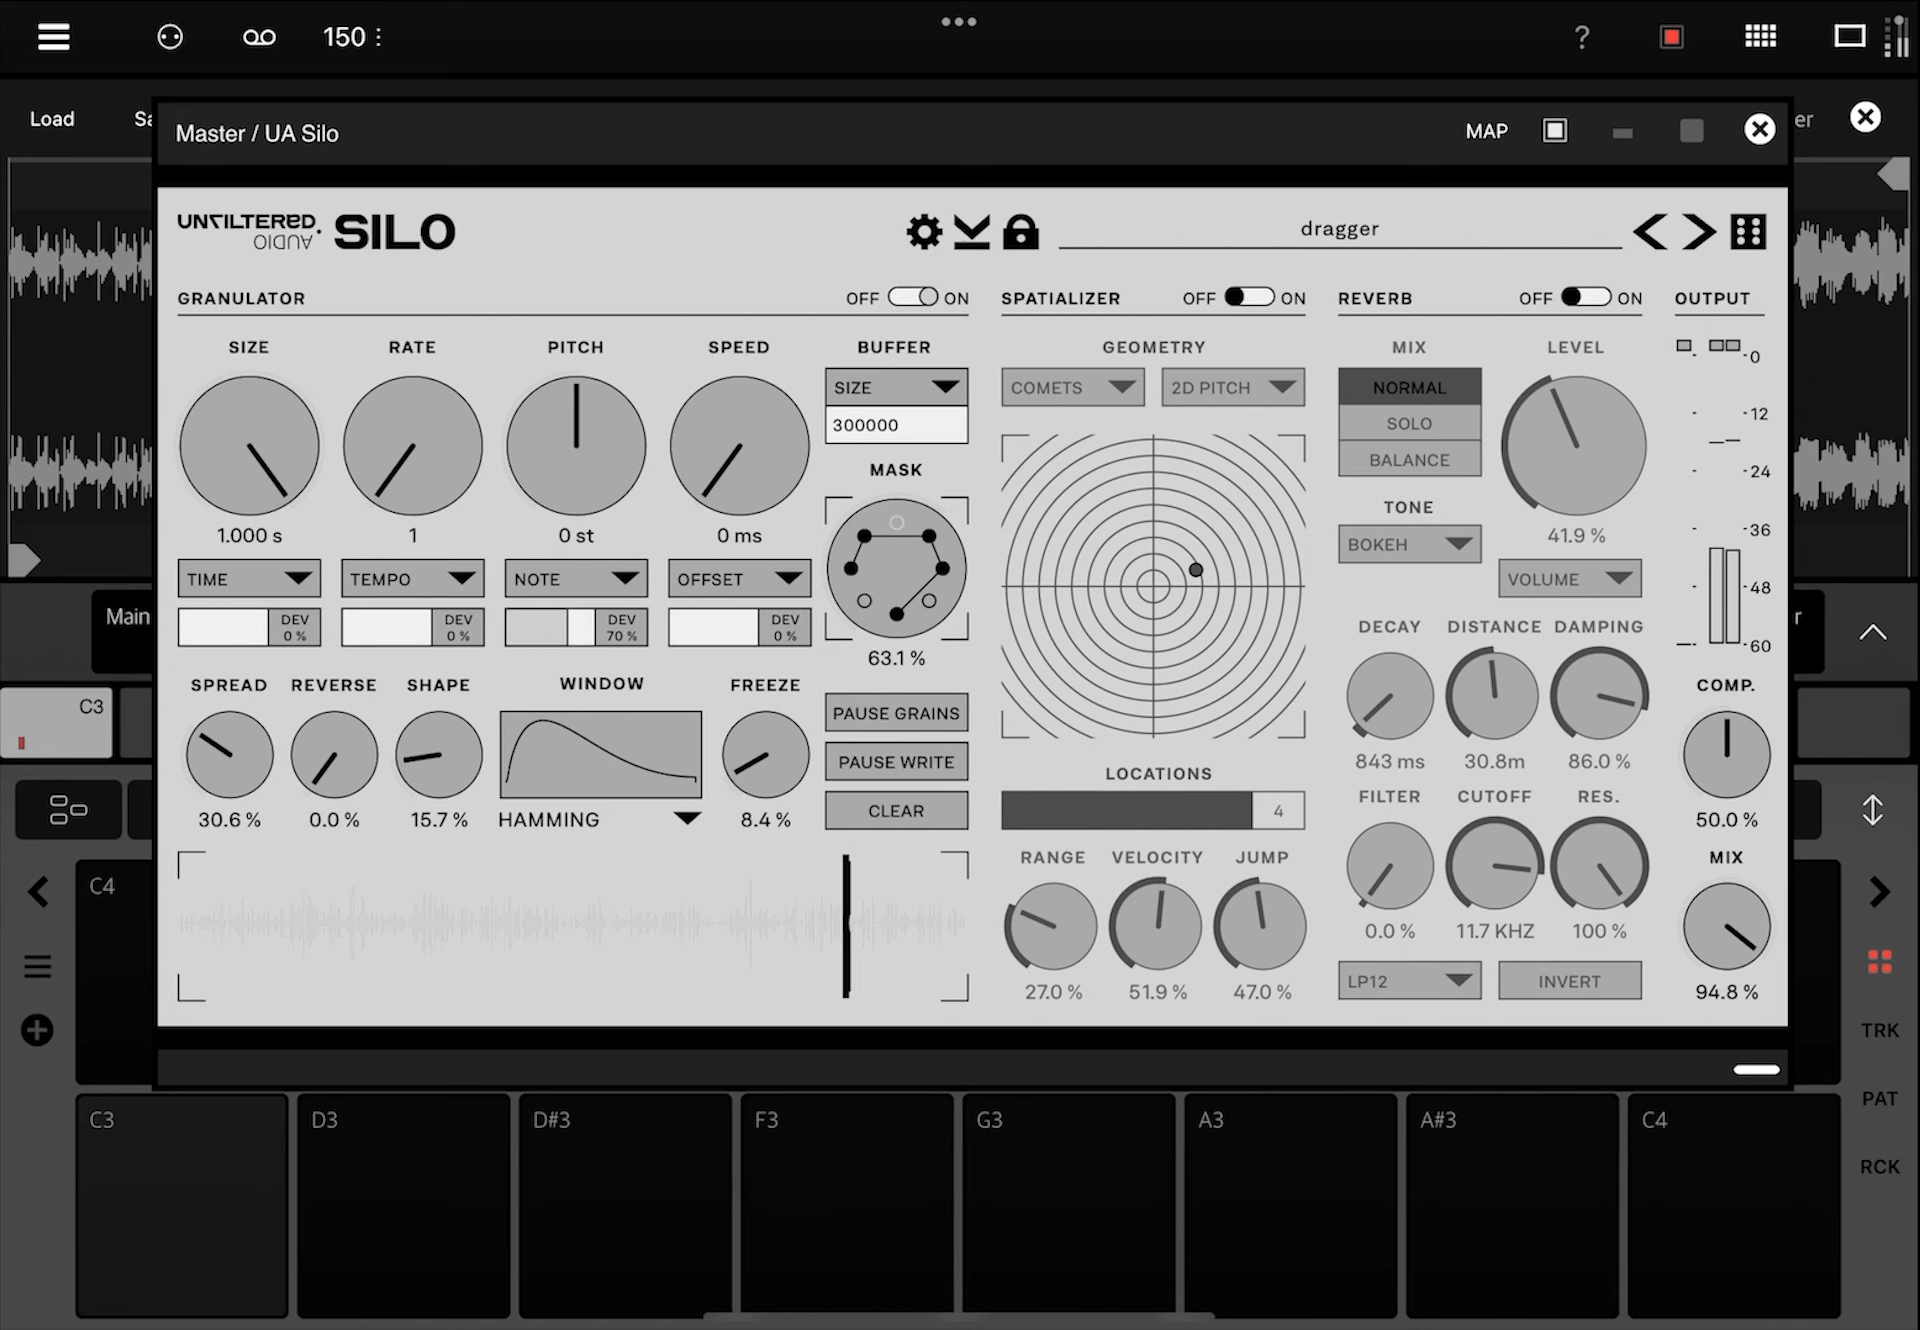 150
?
Load
Master / UA Silo
MAP
er
UNFILTERED.
AUDIO
SILO
dragger
GRANULATOR OFF ON
SPATIALIZER OFF ON
REVERB OFF ON
OUTPUT
SIZE RATE PITCH SPEED BUFFER
SIZE
300000
1.000 s 1 0 st 0 ms
TIME TEMPO NOTE OFFSET
DEV 0 % DEV 0 % DEV 70 % DEV 0 %
MASK
63.1 %
SPREAD REVERSE SHAPE WINDOW FREEZE
30.6 % 0.0 % 15.7 % HAMMING 8.4 %
PAUSE GRAINS
PAUSE WRITE
CLEAR
GEOMETRY
COMETS 2D PITCH
LOCATIONS
4
RANGE VELOCITY JUMP
27.0 % 51.9 % 47.0 %
MIX LEVEL
NORMAL
SOLO
BALANCE
TONE
BOKEH
41.9 %
VOLUME
DECAY DISTANCE DAMPING
843 ms 30.8m 86.0 %
FILTER CUTOFF RES.
0.0 % 11.7 KHZ 100 %
LP12 INVERT
-0
-12
-24
-36
-48
-60
COMP.
50.0 %
MIX
94.8 %
Main
r
C3
C4
C3 D3 D#3 F3 G3 A3 A#3 C4
TRK
PAT
RCK